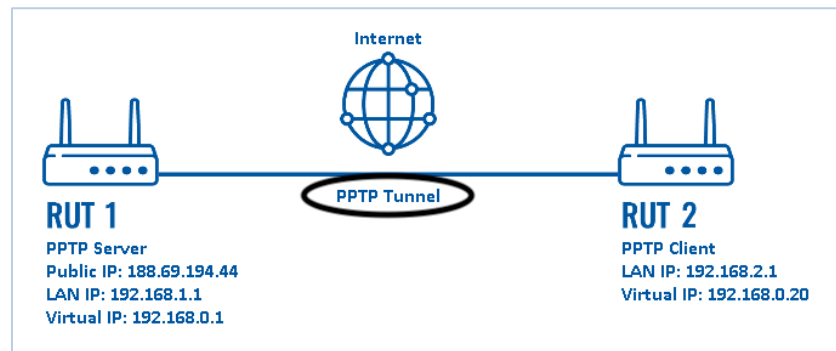 Internet
PPTP Tunnel
RUT 1
PPTP Server
Public IP: 188.69.194.44
LAN IP: 192.168.1.1
Virtual IP: 192.168.0.1
RUT 2
PPTP Client
LAN IP: 192.168.2.1
Virtual IP: 192.168.0.20